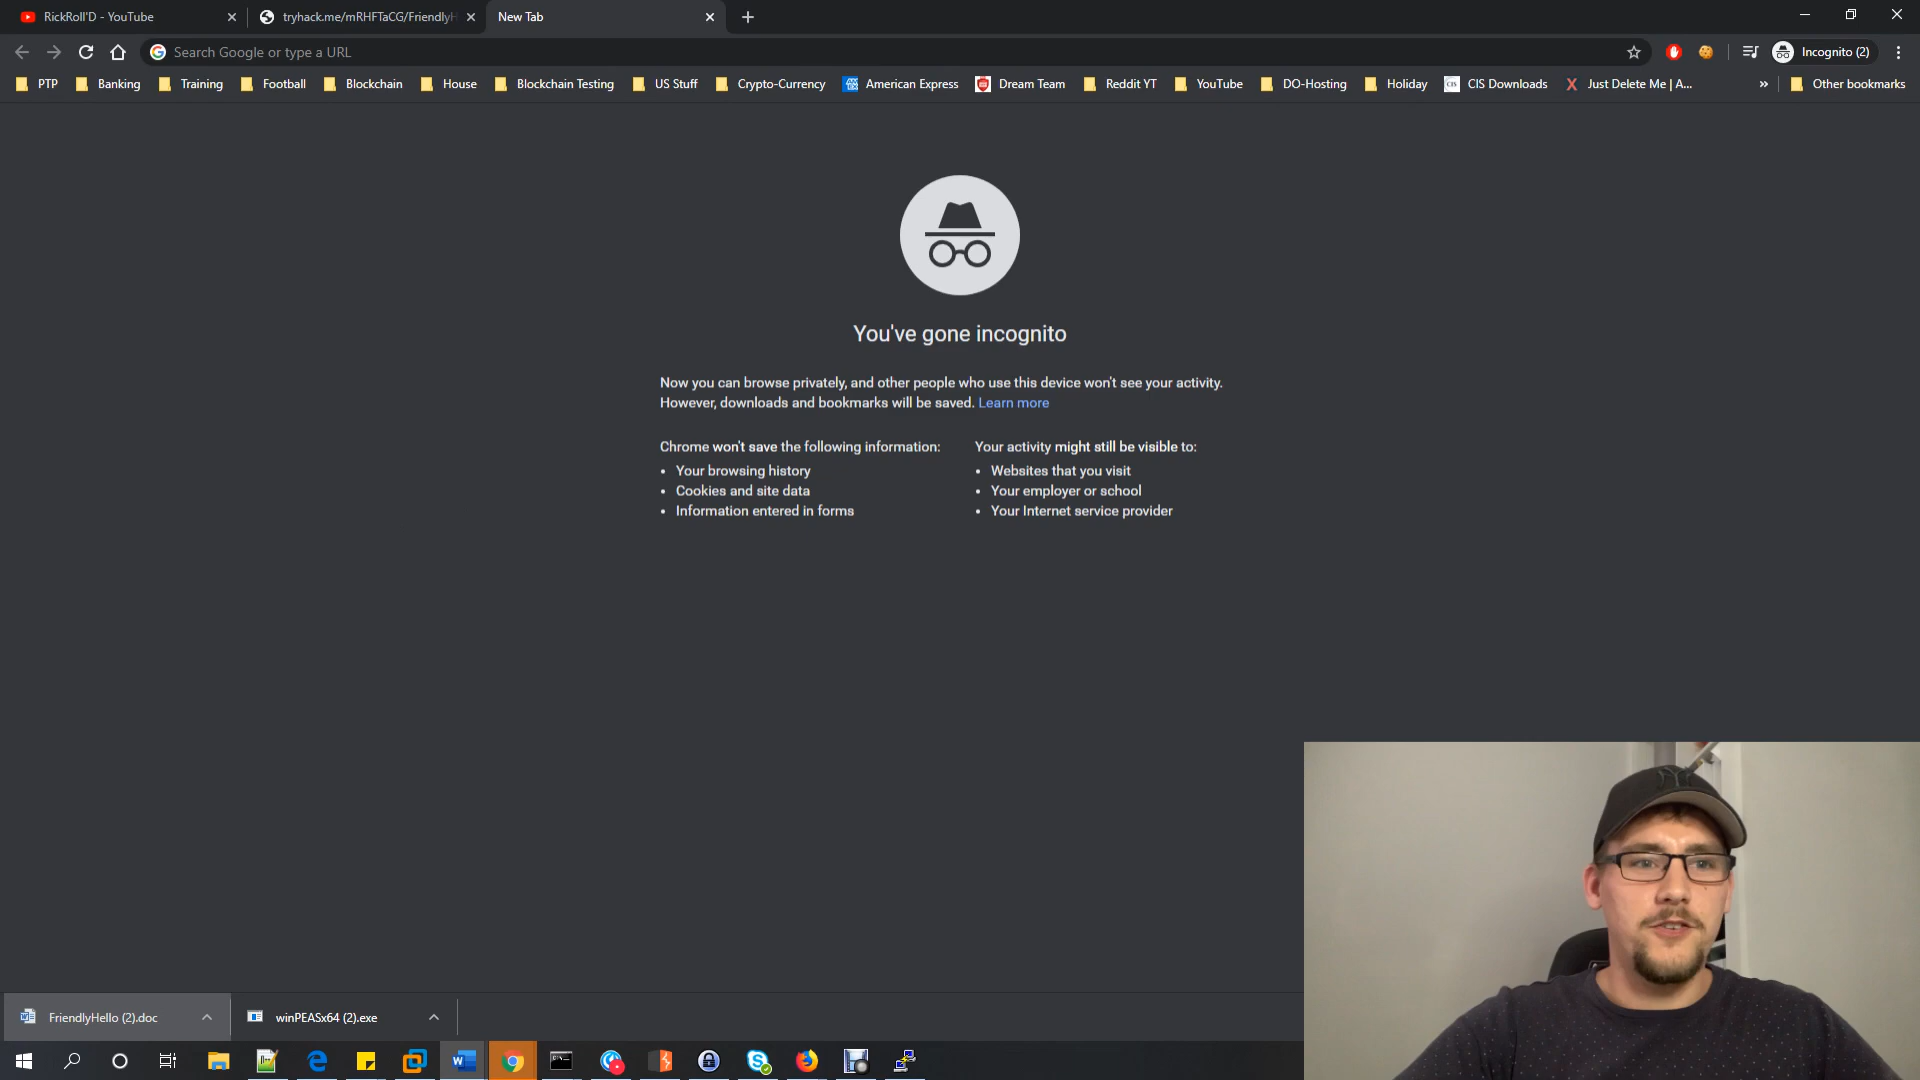 RickRoll'D - YouTube
tryhack.me/mRHFTaCG/FriendlyH
New Tab
Search Google or type a URL
Incognito (2)
PTP
Banking
Training
Football
Blockchain
House
Blockchain Testing
US Stuff
Crypto-Currency
American Express
Dream Team
Reddit YT
YouTube
DO-Hosting
Holiday
CIS Downloads
Just Delete Me | A...
Other bookmarks
You've gone incognito
Now you can browse privately, and other people who use this device won't see your activity.
However, downloads and bookmarks will be saved. Learn more
Chrome won't save the following information:
• Your browsing history
• Cookies and site data
• Information entered in forms
Your activity might still be visible to:
• Websites that you visit
• Your employer or school
• Your Internet service provider
FriendlyHello (2).doc
winPEASx64 (2).exe